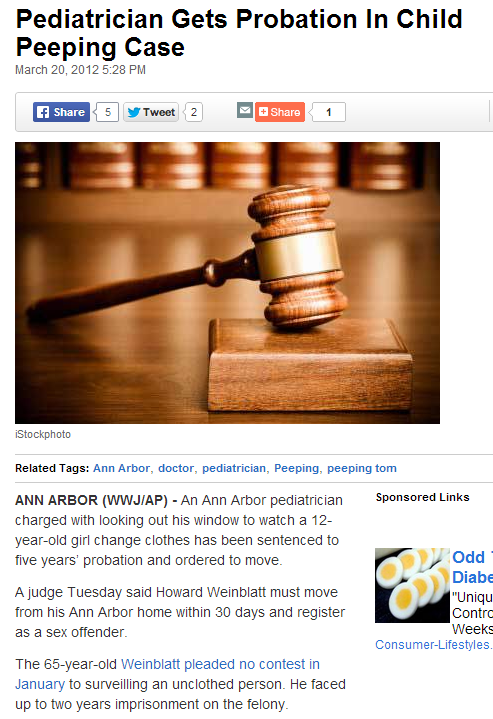 Pediatrician Gets Probation In Child
Peeping Case
March 20, 2012 5:28 PM
Share 5 Tweet 2 Share 1
iStockphoto
Related Tags: Ann Arbor, doctor, pediatrician, Peeping, peeping tom
ANN ARBOR (WWJ/AP) - An Ann Arbor pediatrician
charged with looking out his window to watch a 12-
year-old girl change clothes has been sentenced to
five years' probation and ordered to move.
A judge Tuesday said Howard Weinblatt must move
from his Ann Arbor home within 30 days and register
as a sex offender.
The 65-year-old Weinblatt pleaded no contest in
January to surveilling an unclothed person. He faced
up to two years imprisonment on the felony.
Sponsored Links
Odd
Diabe
"Uniqu
Contro
Weeks
Consumer-Lifestyles.